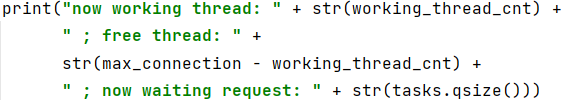 print("now working thread: " + str(working_thread_cnt) +
" ; free thread: " +
str(max_connection - working_thread_cnt) +
" ; now waiting request: " + str(tasks.qsize()))